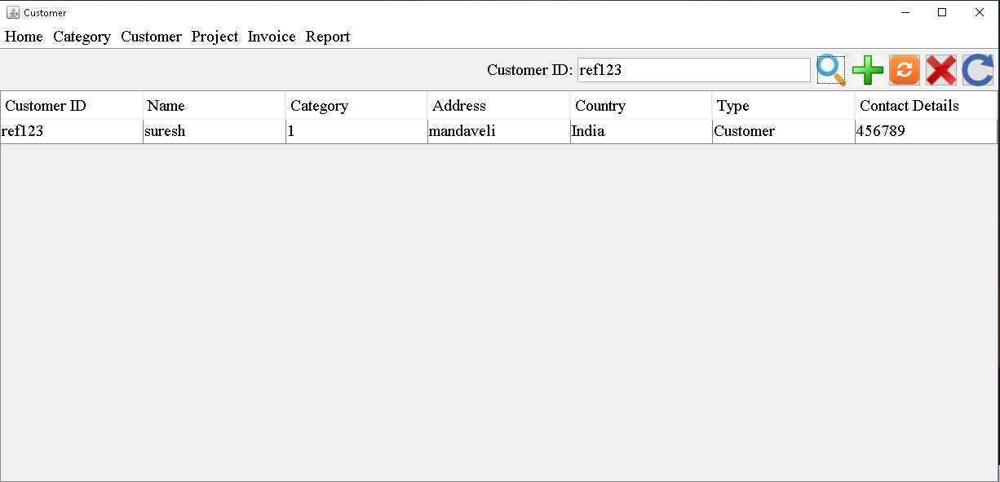 Customer
Home Category Customer Project Invoice Report
Customer ID: ref123
Customer ID Name Category Address Country Type Contact Details
ref123 suresh 1 mandaveli India Customer 456789